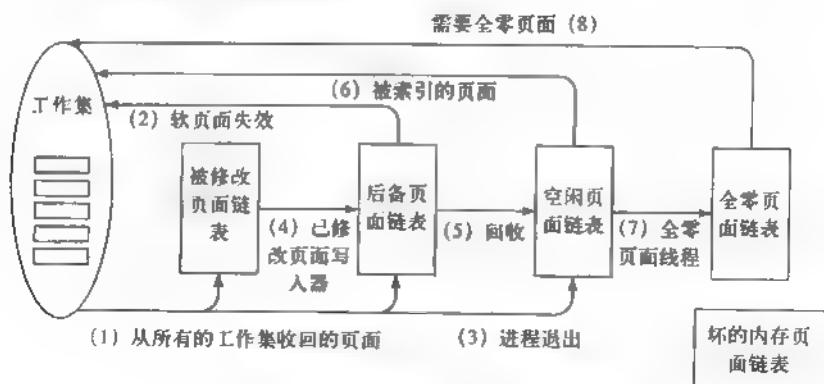 需要全零页面 (8)
(6) 被索引的页面
工作集
(2) 软页面失效
被修改
页面链
表
后备页
面链表
空闲页
面链表
全零页
面链表
(4) 已修
改页面写
入器
(5) 回收
(7) 全零
页面线程
(1) 从所有的工作集收回的页面
(3) 进程退出
坏的内存页
面链表